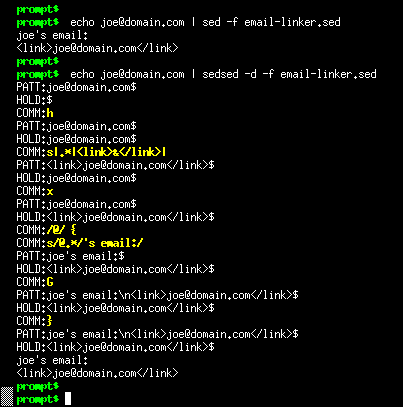 prompt$
prompt$ echo joe@domain.com | sed -f email-linker.sed
joe's email:
<link>joe@domain.com</link>
prompt$
prompt$ echo joe@domain.com | sedsed -d -f email-linker.sed
PATT:joe@domain.com$
HOLD:$
COMM:h
PATT:joe@domain.com$
HOLD:joe@domain.com$
COMM:s|.*|<link>&</link>|
PATT:<link>joe@domain.com</link>$
HOLD:joe@domain.com$
COMM:x
PATT:joe@domain.com$
HOLD:<link>joe@domain.com</link>$
COMM:/@/ {
COMM:s/@.*/'s email:/
PATT:joe's email:$
HOLD:<link>joe@domain.com</link>$
COMM:G
PATT:joe's email:\n<link>joe@domain.com</link>$
HOLD:<link>joe@domain.com</link>$
COMM:}
PATT:joe's email:\n<link>joe@domain.com</link>$
HOLD:<link>joe@domain.com</link>$
joe's email:
<link>joe@domain.com</link>
prompt$
prompt$